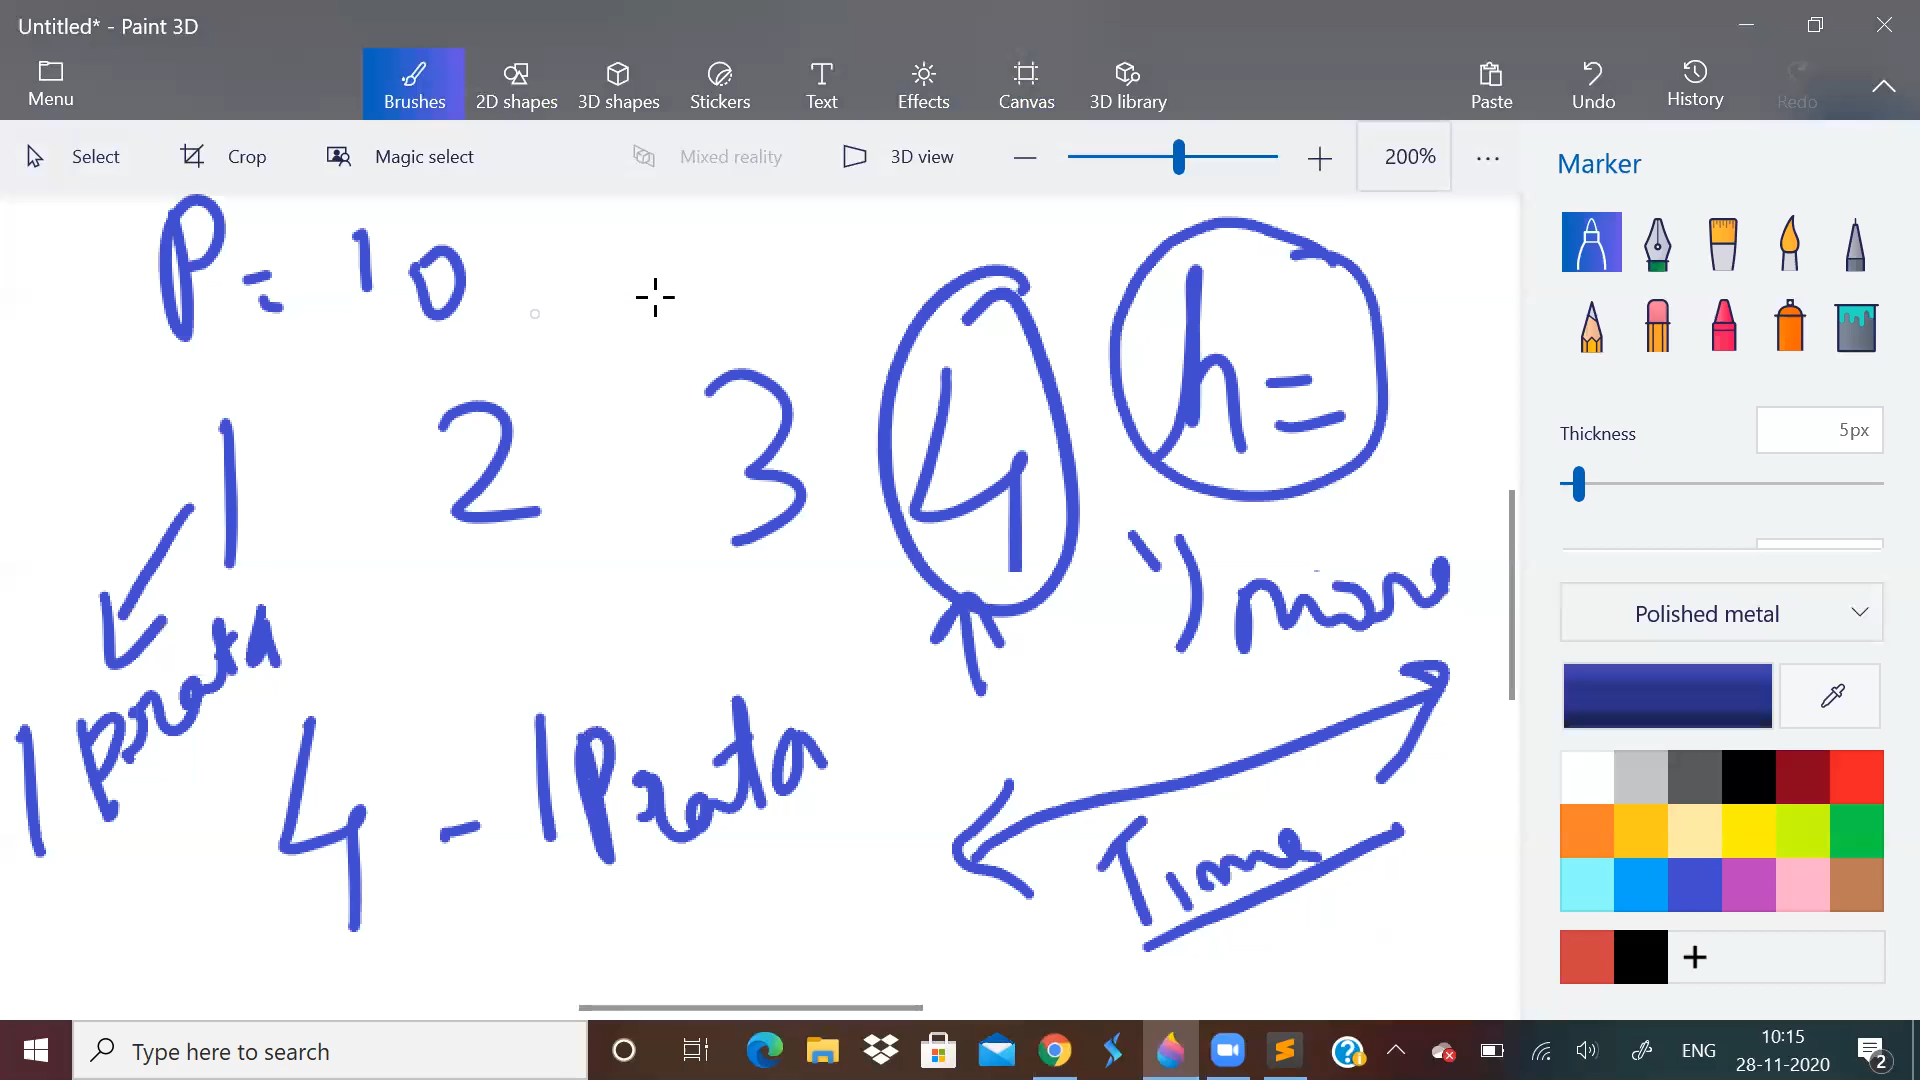 Untitled* - Paint 3D
Menu
Brushes
2D shapes
3D shapes
Stickers
Text
Effects
Canvas
3D library
Paste
Undo
History
Redo
Select
Crop
Magic select
Mixed reality
3D view
200%
Marker
Thickness
5px
Polished metal
P = 10
1 2 3 4 h =
1 prata
4 - 1 Prata
Time
Type here to search
ENG
10:15
28-11-2020
2